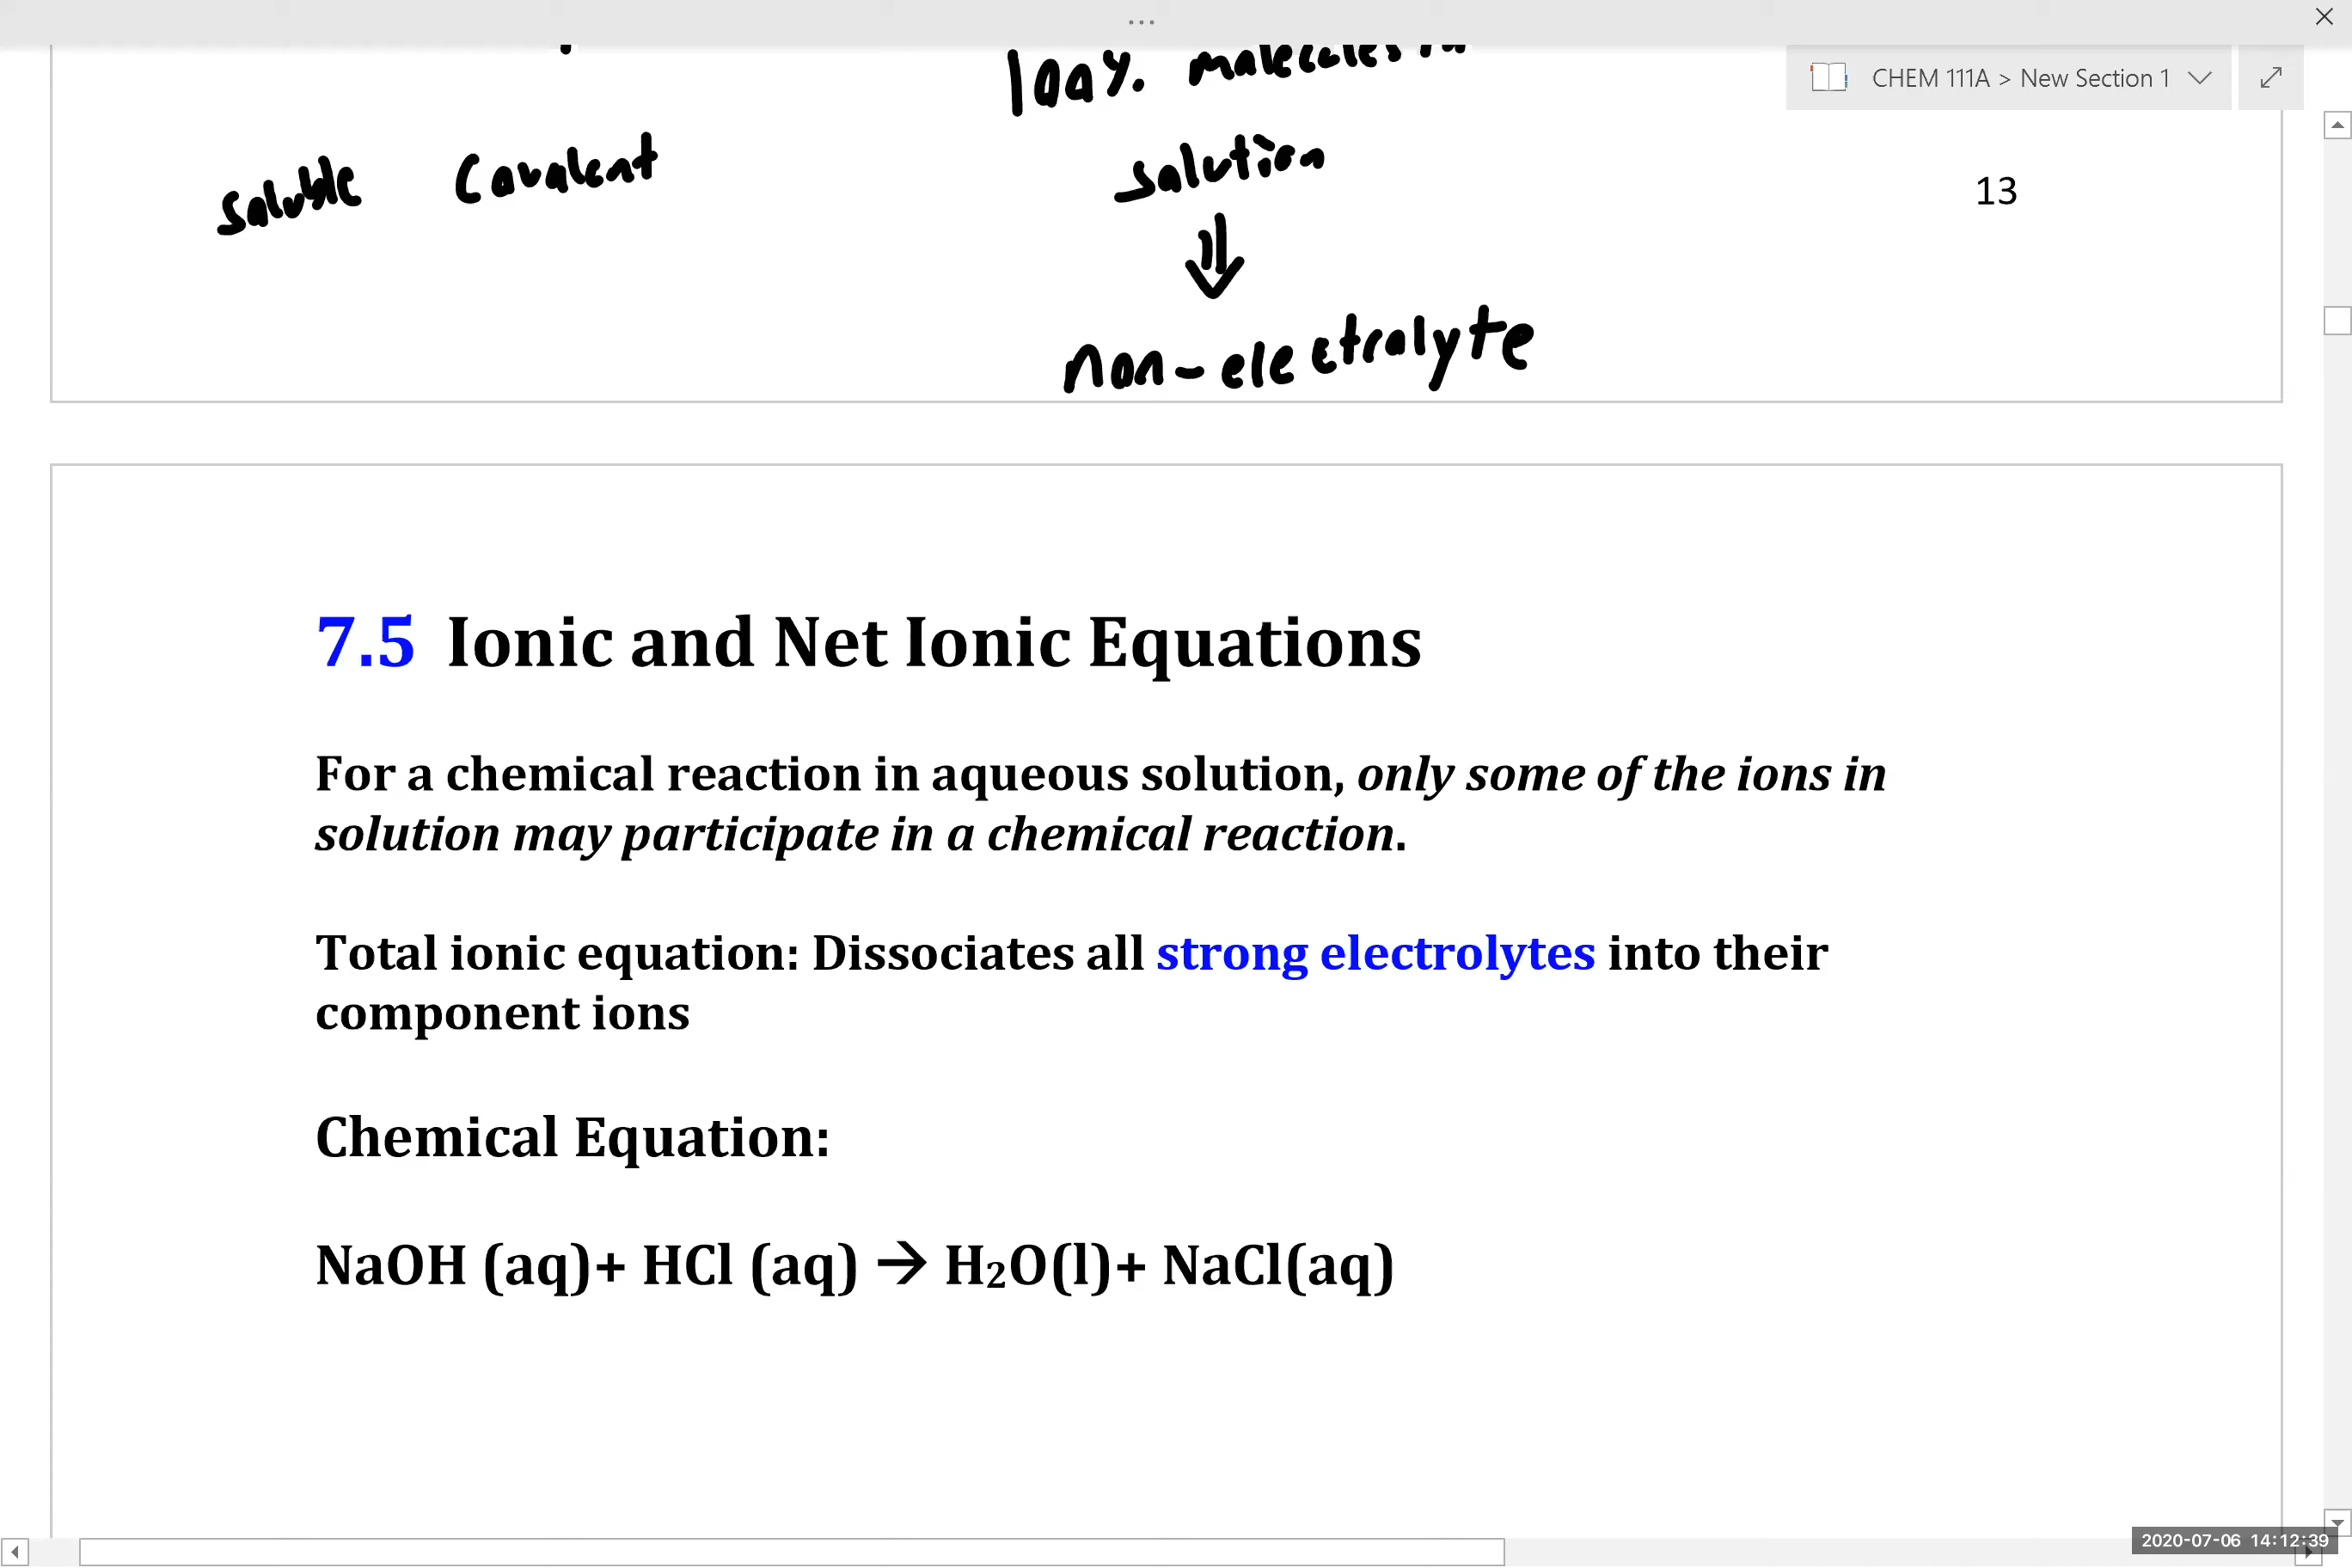 ...
100% molecules in
CHEM 111A > New Section 1
soluble covalent
solution
13
non-electrolyte
7.5 Ionic and Net Ionic Equations
For a chemical reaction in aqueous solution, only some of the ions in
solution may participate in a chemical reaction.
Total ionic equation: Dissociates all strong electrolytes into their
component ions
Chemical Equation:
NaOH (aq)+ HCl (aq) → H₂O(l)+ NaCl(aq)
2020-07-06 14:12:39